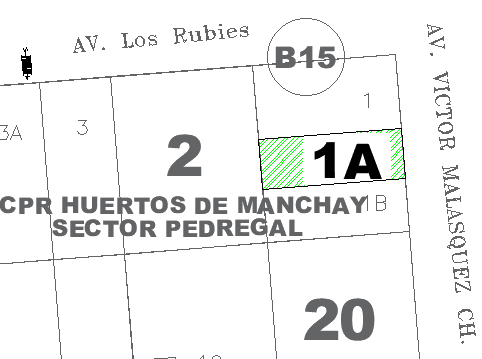 AV. Los Rubies
B15
AV. VICTOR MALASQUEZ CH.
1
3A
3
2
1A
CPR HUERTOS DE MANCHAY
1B
SECTOR PEDREGAL
20